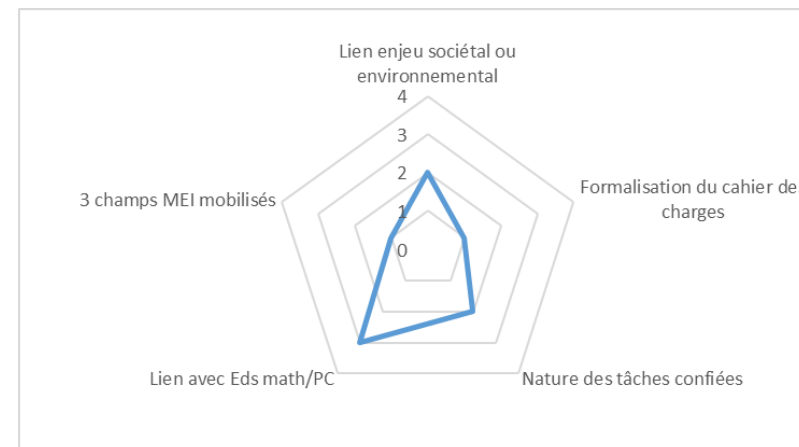 Lien enjeu sociétal ou
environnemental
4
3
2
1
0
Formalisation du cahier de
charges
3 champs MEI mobilisés
Lien avec Eds math/PC
Nature des tâches confiées